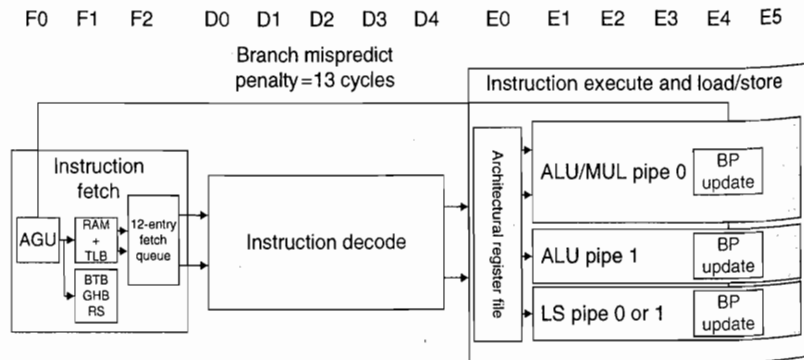 F0 F1 F2 D0 D1 D2 D3 D4 E0 E1 E2 E3 E4 E5
Branch mispredict
penalty=13 cycles
Instruction execute and load/store
Instruction
fetch
AGU
RAM
+
TLB
BTB
GHB
RS
12-entry
fetch
queue
Instruction decode
Architectural register file
ALU/MUL pipe 0
BP
update
ALU pipe 1
BP
update
LS pipe 0 or 1
BP
update